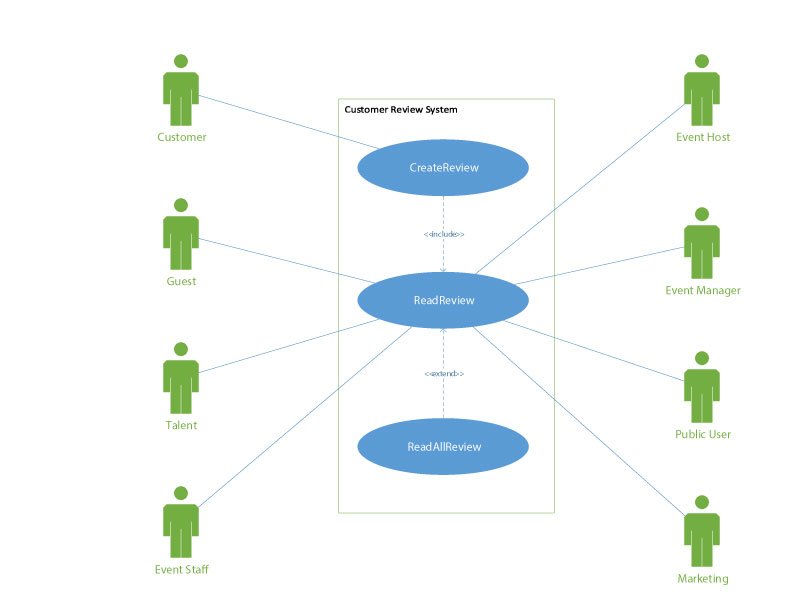 Customer Review System
Customer
Event Host
CreateReview
<<include>>
Guest
Event Manager
ReadReview
<<extend>>
Talent
Public User
ReadAllReview
Event Staff
Marketing